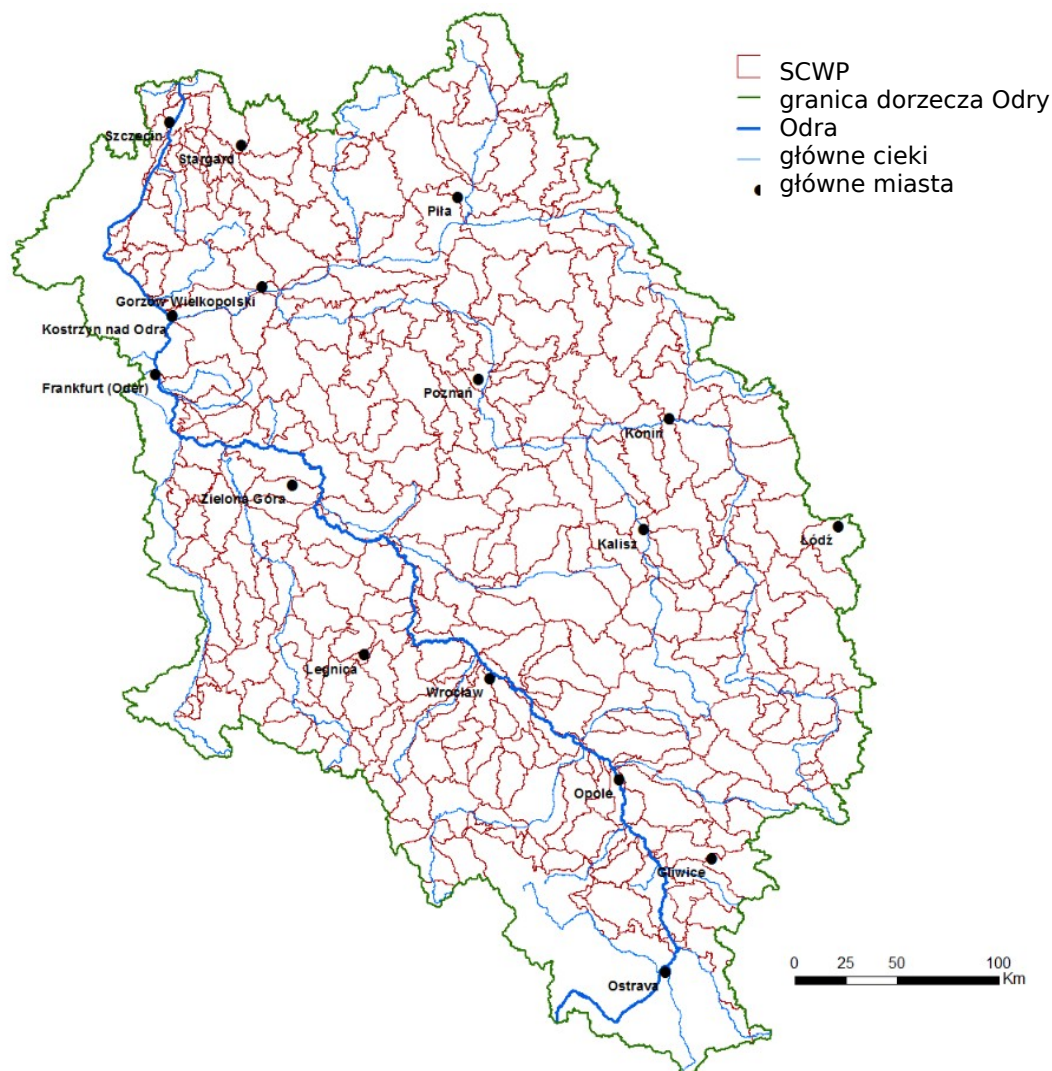 SCWP
granica dorzecza Odry
Odra
główne cieki
główne miasta
Szczecin
Stargard
Piła
Gorzów Wielkopolski
Kostrzyn nad Odra
Frankfurt (Oder)
Poznań
Konin
Zielona Góra
Kalisz
Łódź
Legnica
Wrocław
Opole
Gliwice
Ostrava
0 25 50 100
Km